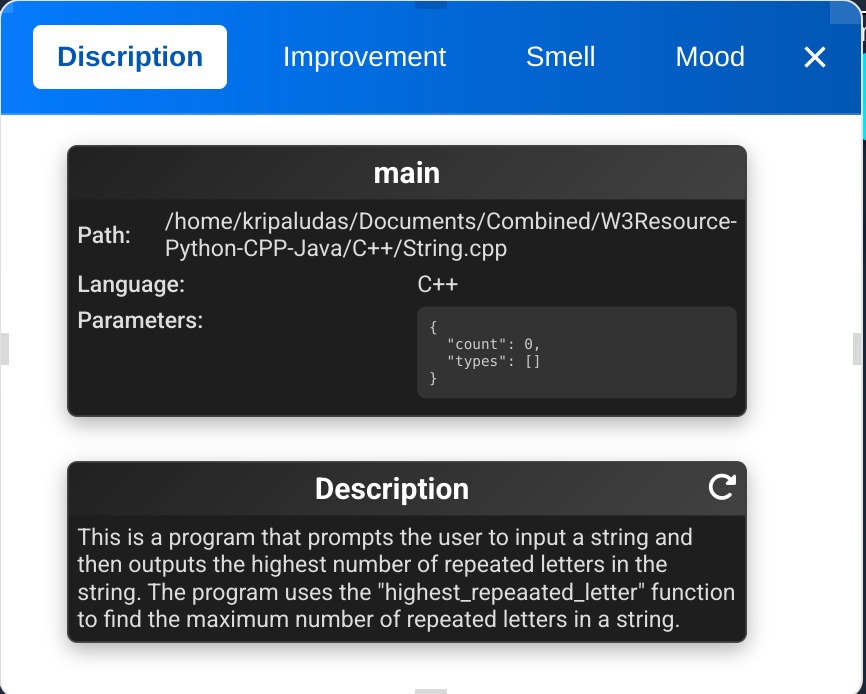 Discription Improvement Smell Mood ×
main
Path: /home/kripaludas/Documents/Combined/W3Resource-
Python-CPP-Java/C++/String.cpp
Language: C++
Parameters:
{
"count": 0,
"types": []
}
Description
This is a program that prompts the user to input a string and
then outputs the highest number of repeated letters in the
string. The program uses the "highest_repeaated_letter" function
to find the maximum number of repeated letters in a string.